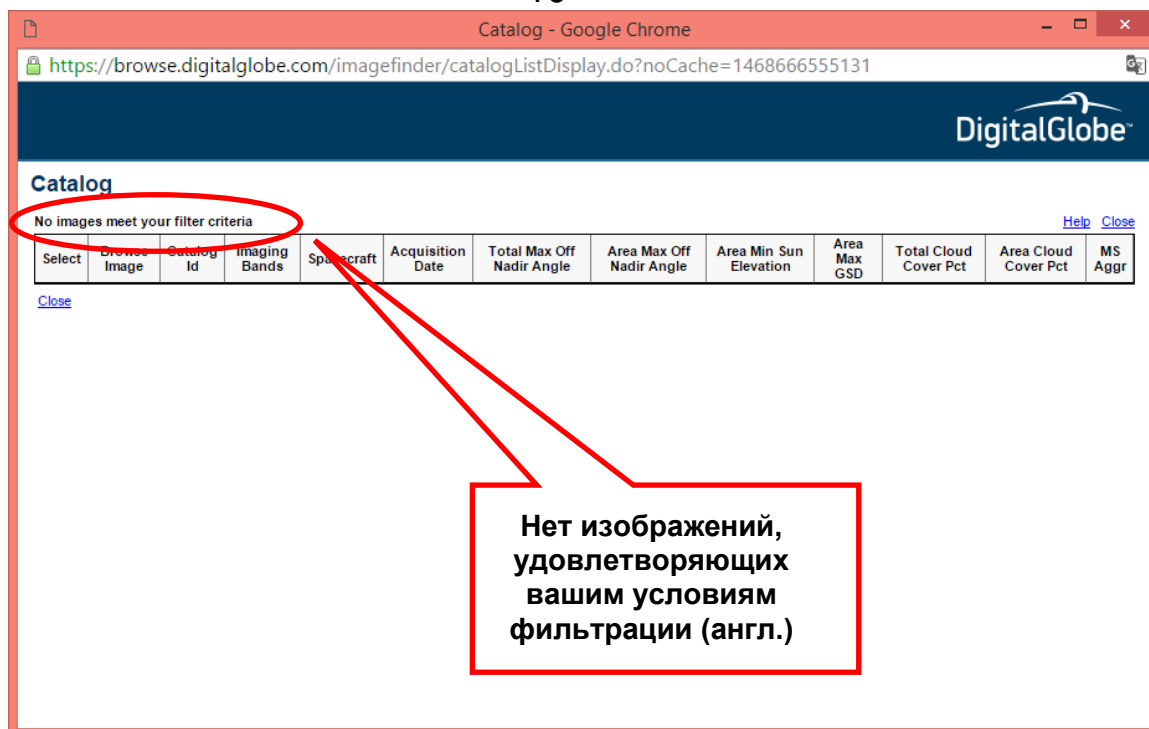 Catalog - Google Chrome
https://browse.digitalglobe.com/imagefinder/catalogListDisplay.do?noCache=1468666555131
DigitalGlobe™
Catalog
No images meet your filter criteria
Help Close
Select Browse Image Catalog Id Imaging Bands Spacecraft Acquisition Date Total Max Off Nadir Angle Area Max Off Nadir Angle Area Min Sun Elevation Area Max GSD Total Cloud Cover Pct Area Cloud Cover Pct MS Aggr
Close
Нет изображений,
удовлетворяющих
вашим условиям
фильтрации (англ.)